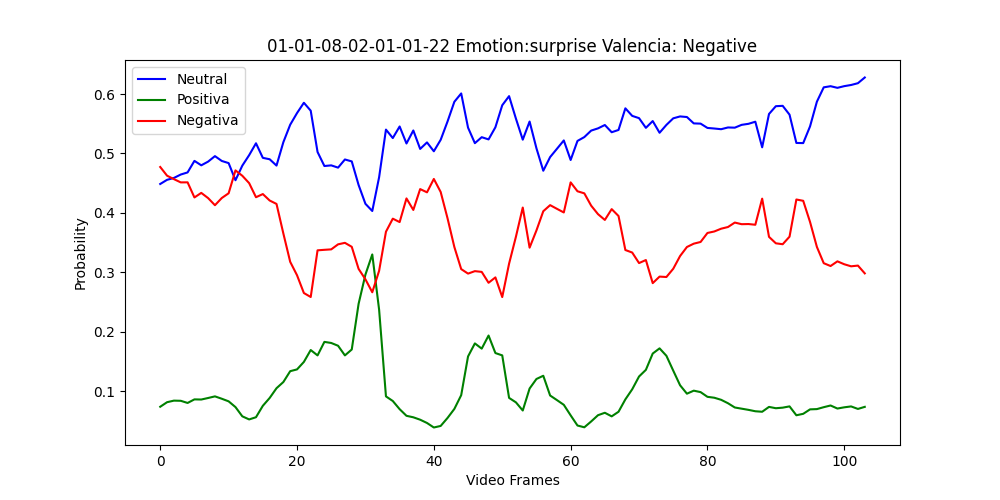 01-01-08-02-01-01-22 Emotion:surprise Valencia: Negative
Neutral
Positiva
Negativa
Probability
0.6
0.5
0.4
0.3
0.2
0.1
0 20 40 60 80 100
Video Frames